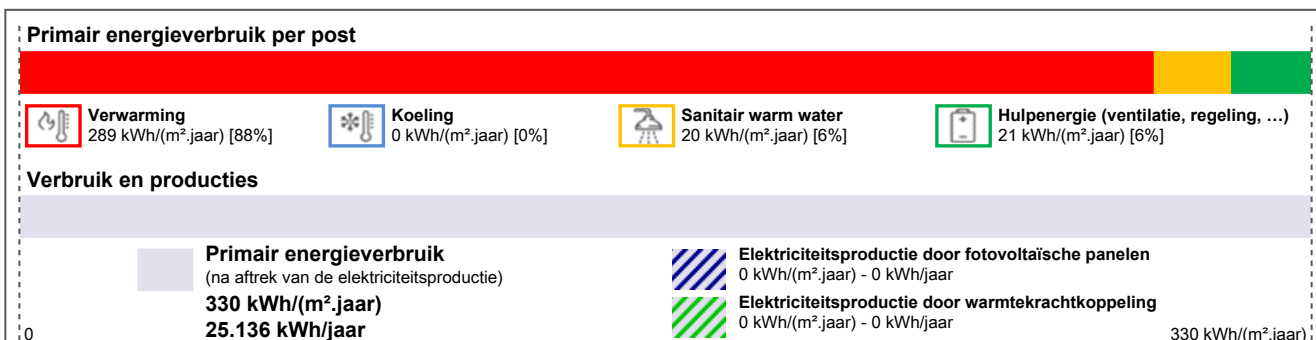 Primair energieverbruik per post
Verwarming
289 kWh/(m².jaar) [88%]
Koeling
0 kWh/(m².jaar) [0%]
Sanitair warm water
20 kWh/(m².jaar) [6%]
Hulpenergie (ventilatie, regeling, …)
21 kWh/(m².jaar) [6%]
Verbruik en producties
Primair energieverbruik
(na aftrek van de elektriciteitsproductie)
330 kWh/(m².jaar)
25.136 kWh/jaar
Elektriciteitsproductie door fotovoltaïsche panelen
0 kWh/(m².jaar) - 0 kWh/jaar
Elektriciteitsproductie door warmtekrachtkoppeling
0 kWh/(m².jaar) - 0 kWh/jaar
0
330 kWh/(m².jaar)